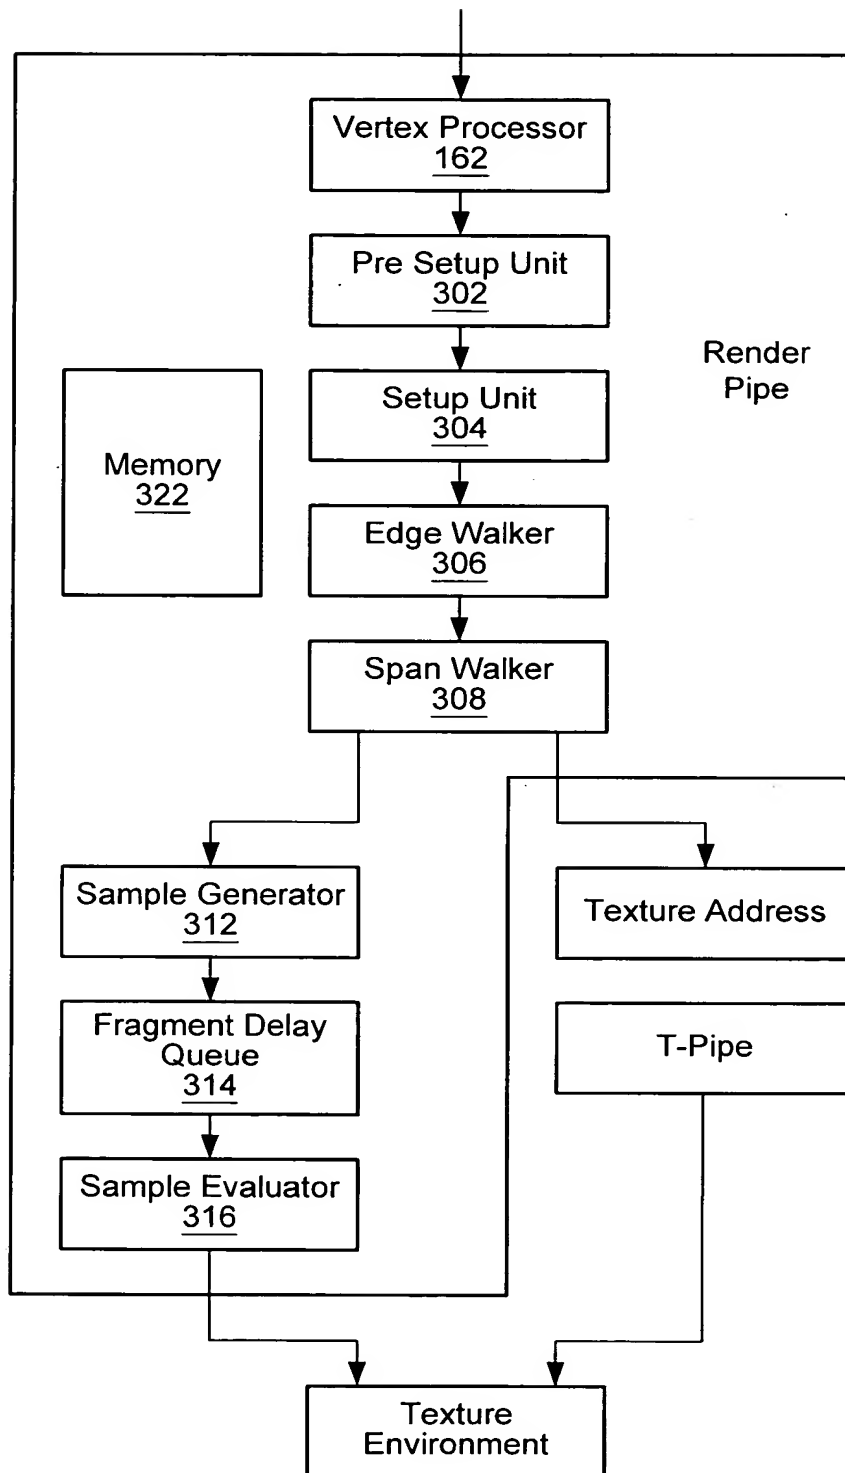 Vertex Processor
162
Pre Setup Unit
302
Render
Pipe
Setup Unit
304
Memory
322
Edge Walker
306
Span Walker
308
Sample Generator
312
Texture Address
Fragment Delay
Queue
314
T-Pipe
Sample Evaluator
316
Texture
Environment